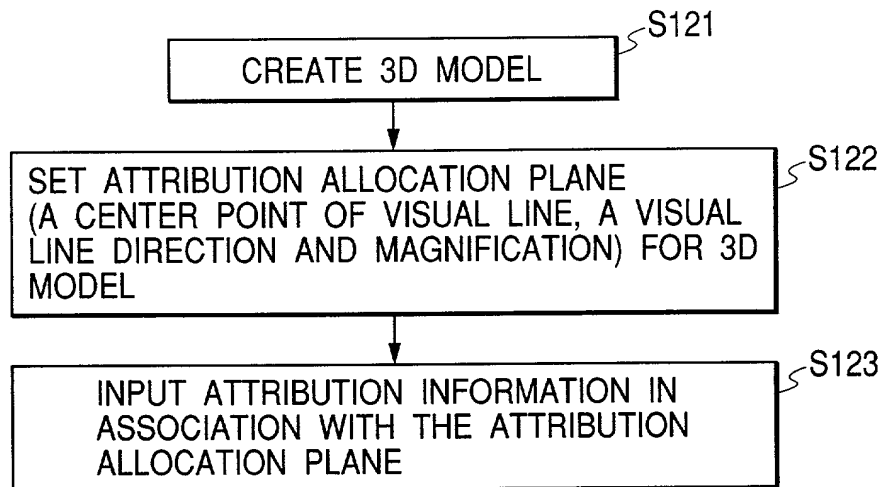 S121
CREATE 3D MODEL
S122
SET ATTRIBUTION ALLOCATION PLANE
(A CENTER POINT OF VISUAL LINE, A VISUAL
LINE DIRECTION AND MAGNIFICATION) FOR 3D
MODEL
S123
INPUT ATTRIBUTION INFORMATION IN
ASSOCIATION WITH THE ATTRIBUTION
ALLOCATION PLANE